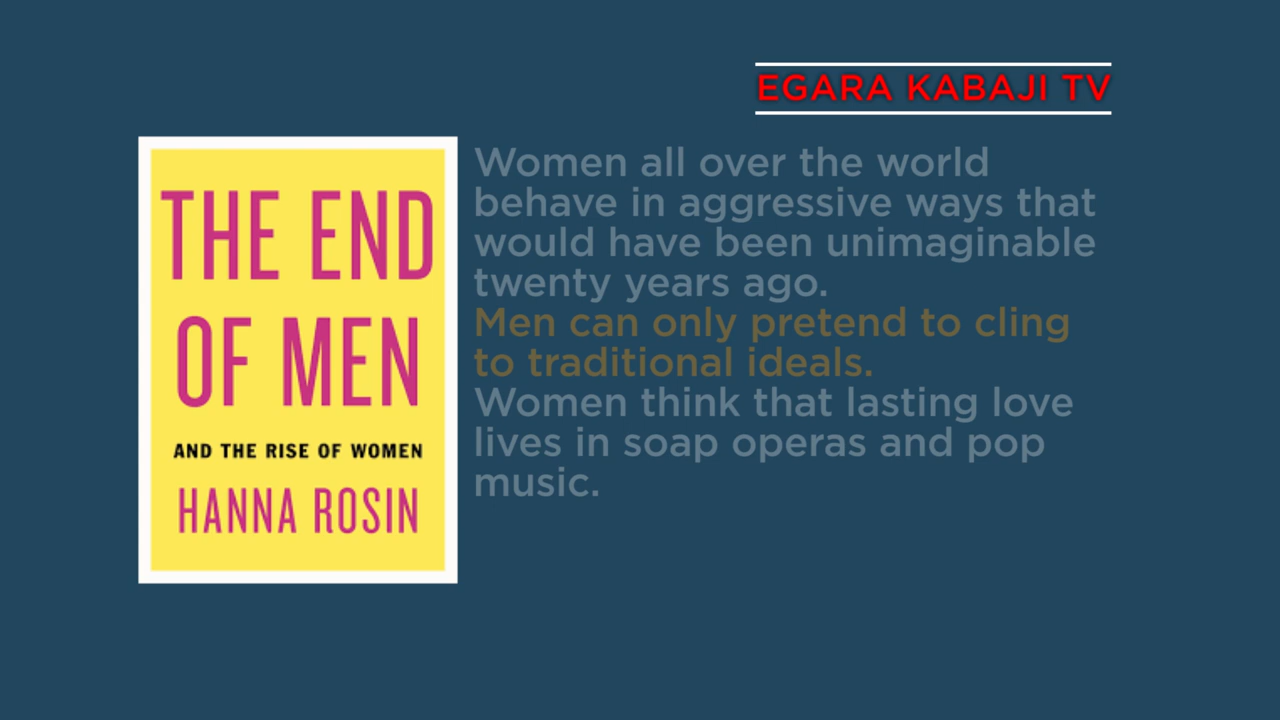 EGARA KABAJI TV
THE END
OF MEN
AND THE RISE OF WOMEN
HANNA ROSIN
Women all over the world
behave in aggressive ways that
would have been unimaginable
twenty years ago.
Men can only pretend to cling
to traditional ideals.
Women think that lasting love
lives in soap operas and pop
music.